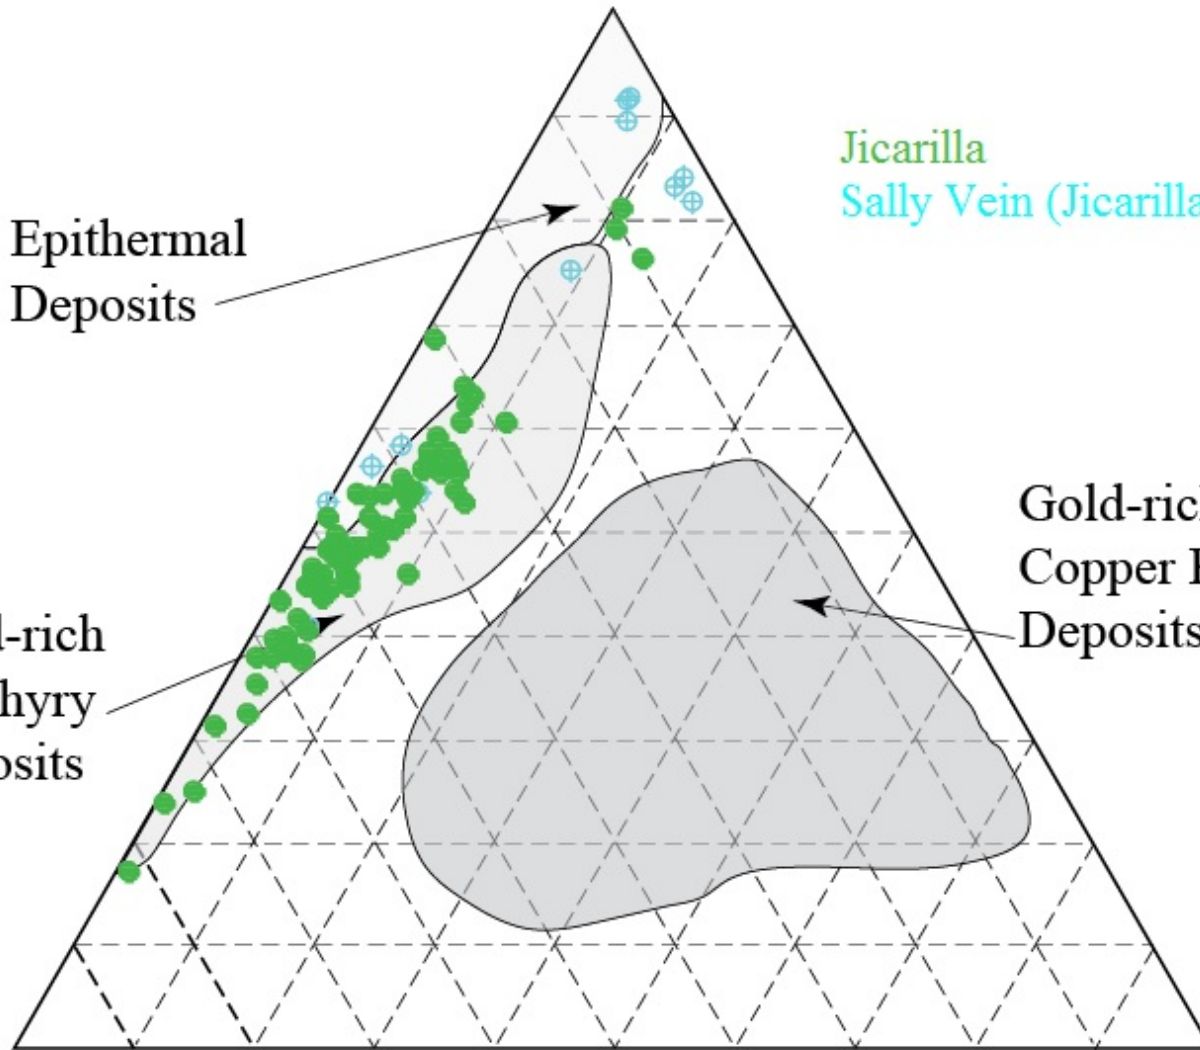 Jicarilla
Sally Vein (Jicarilla
Epithermal
Deposits
Gold-rich
Copper
Deposits
d-rich
hyry
osits